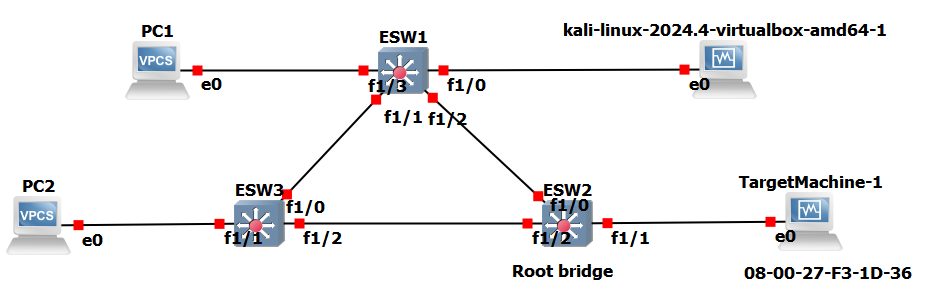 PC1
ESW1
kali-linux-2024.4-virtualbox-amd64-1
VPCS
e0
f1/3
f1/0
e0
f1/1
f1/2
PC2
ESW3
ESW2
TargetMachine-1
VPCS
f1/0
f1/0
e0
f1/1
f1/2
f1/2
f1/1
e0
Root bridge
08-00-27-F3-1D-36